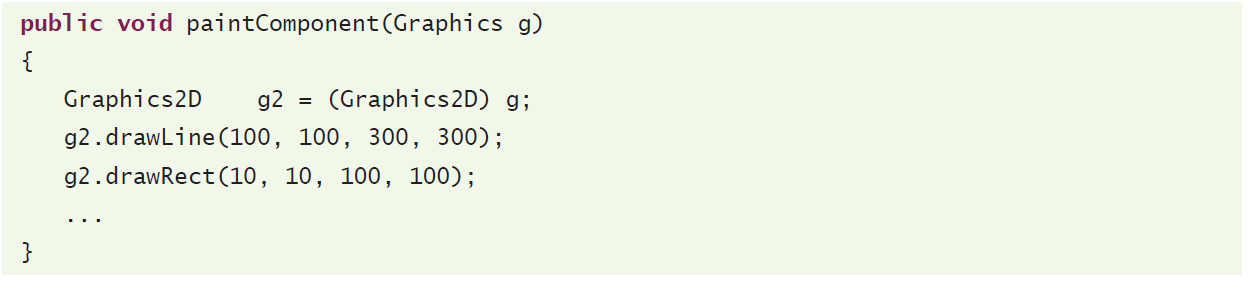 public void paintComponent(Graphics g)
{
   Graphics2D    g2 = (Graphics2D) g;
   g2.drawLine(100, 100, 300, 300);
   g2.drawRect(10, 10, 100, 100);
   ...
}